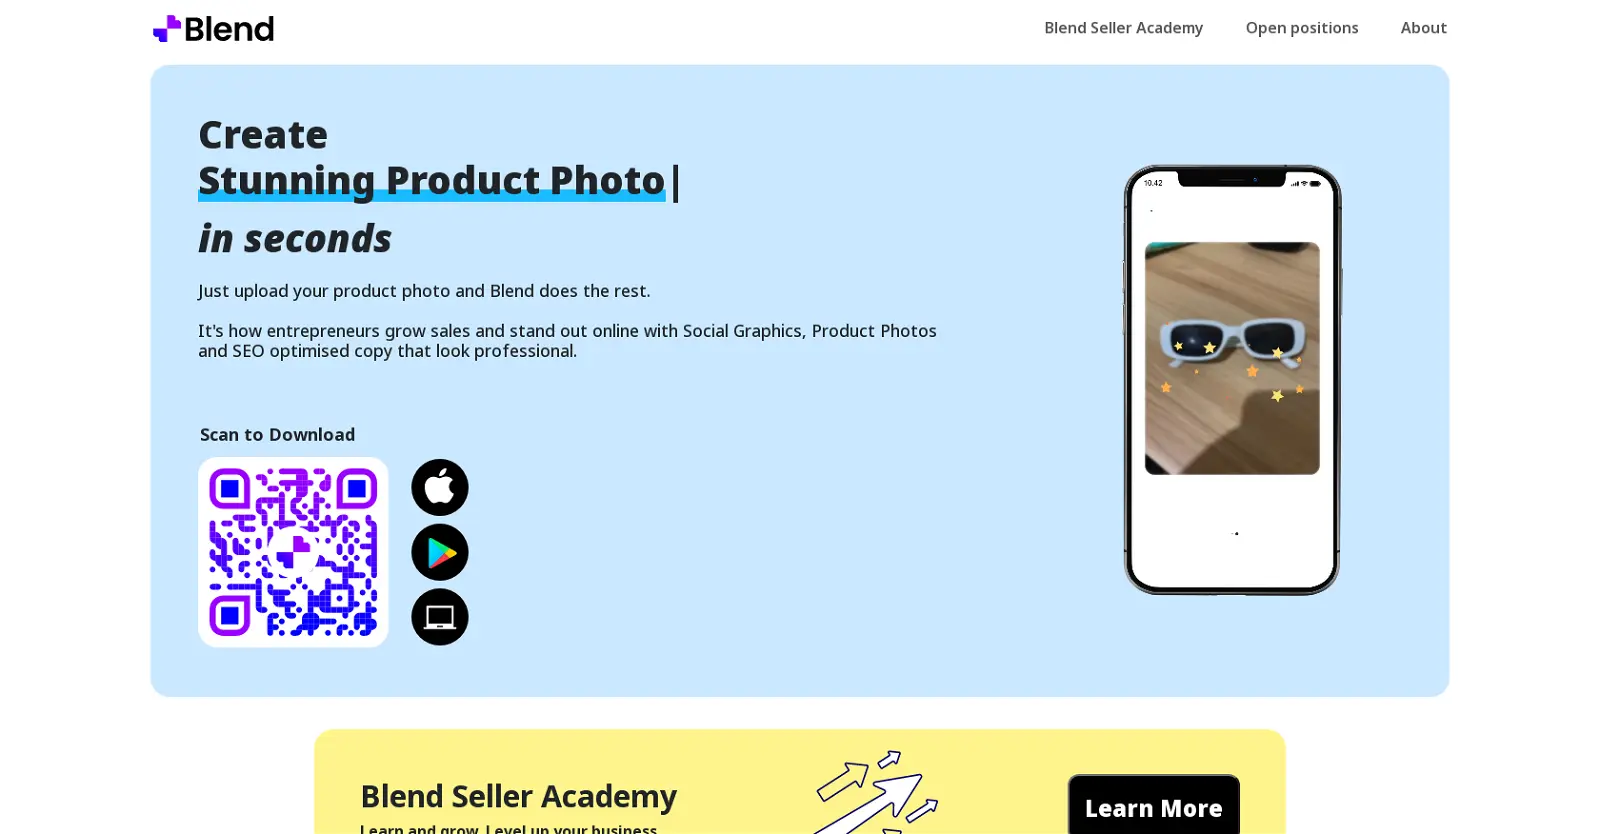 Blend
Blend Seller Academy
Open positions
About
Create
Stunning Product Photo|
in seconds
Just upload your product photo and Blend does the rest.
It's how entrepreneurs grow sales and stand out online with Social Graphics, Product Photos
and SEO optimised copy that look professional.
Scan to Download
10.42
Blend Seller Academy
Learn and grow. Level up your business
Learn More